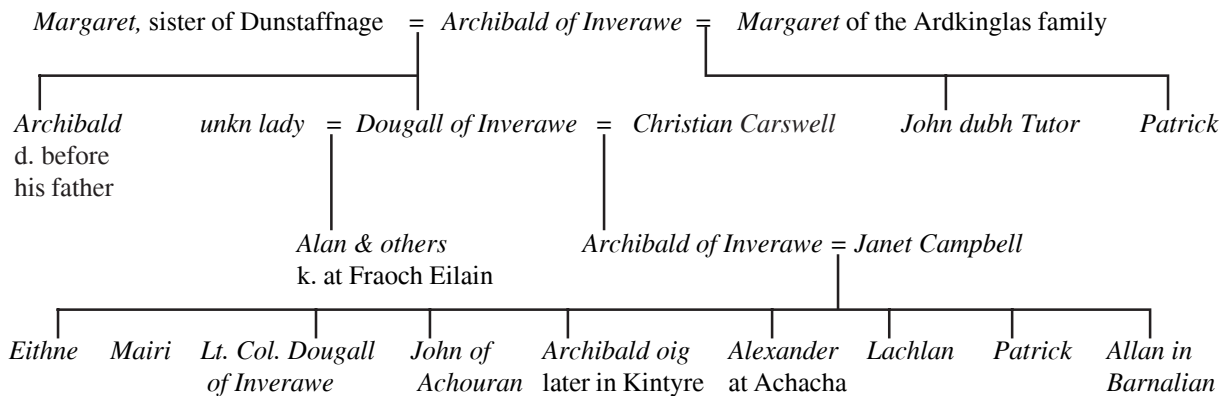 Margaret, sister of Dunstaffnage = Archibald of Inverawe = Margaret of the Ardkinglas family
Archibald unkn lady = Dougall of Inverawe = Christian Carswell John dubh Tutor Patrick
d. before
his father
Alan & others Archibald of Inverawe = Janet Campbell
k. at Fraoch Eilain
Eithne Mairi Lt. Col. Dougall John of Archibald oig Alexander Lachlan Patrick Allan in
of Inverawe Achouran later in Kintyre at Achacha Barnalian